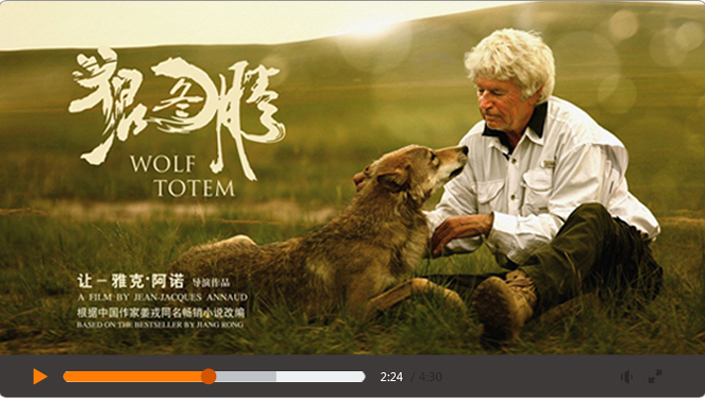 狼图腾
WOLF
TOTEM
让－雅克·阿诺 导演作品
A FILM BY JEAN-JACQUES ANNAUD
根据中国作家姜戎同名畅销小说改编
BASED ON THE BESTSELLER BY JIANG RONG
2:24 / 4:30